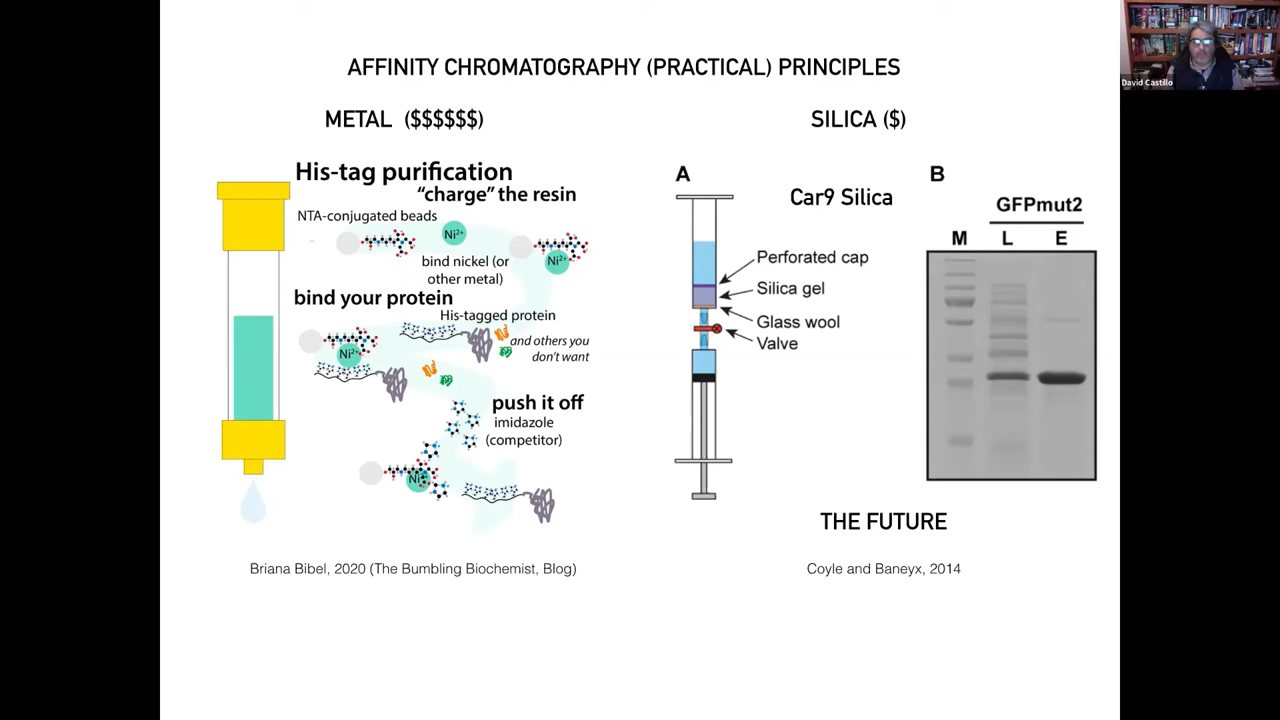 AFFINITY CHROMATOGRAPHY (PRACTICAL) PRINCIPLES
METAL ($$$$$$)
His-tag purification
“charge” the resin
NTA-conjugated beads
Ni²⁺
bind nickel (or
other metal)
Ni²⁺
bind your protein
His-tagged protein
and others you
don't want
Ni²⁺
push it off
imidazole
(competitor)
Ni
Briana Bibel, 2020 (The Bumbling Biochemist, Blog)
SILICA ($)
A
Car9 Silica
Perforated cap
Silica gel
Glass wool
Valve
B
GFPmut2
M L E
THE FUTURE
Coyle and Baneyx, 2014
David Castillo